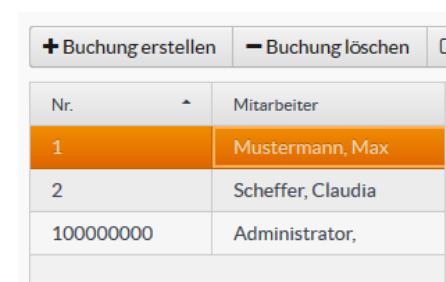 Buchung erstellen Buchung löschen
Nr. Mitarbeiter
1 Mustermann, Max
2 Scheffer, Claudia
100000000 Administrator,